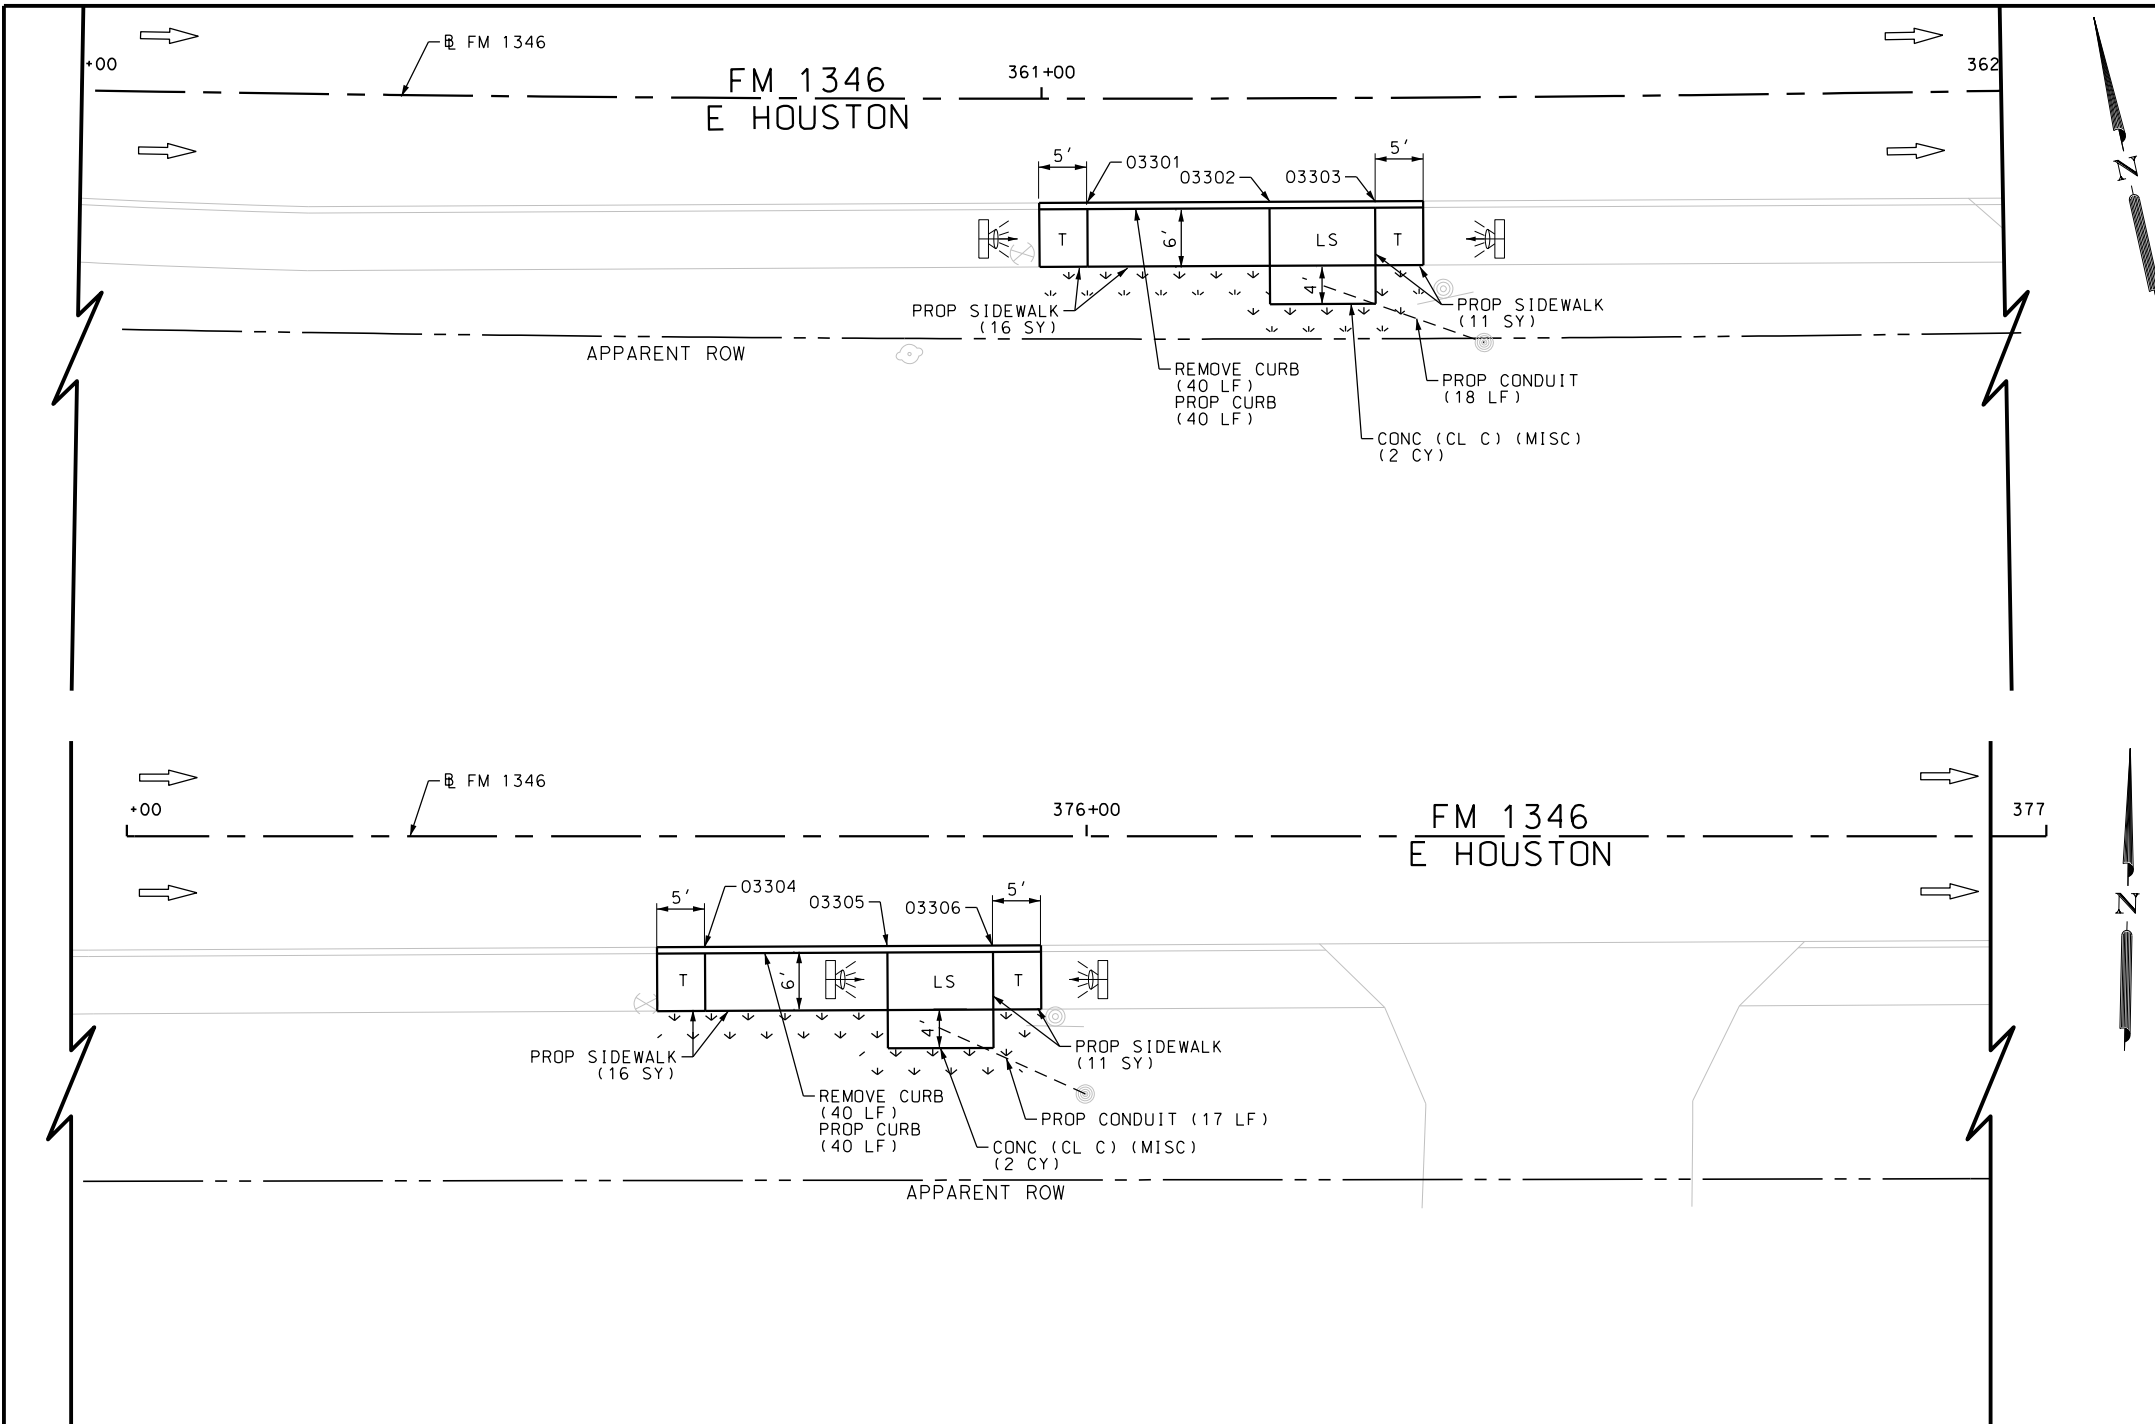 ℄ FM 1346
+00
FM 1346
E HOUSTON
361+00
362
5'
03301
03302
03303
5'
T
6'
LS
T
4'
PROP SIDEWALK
(16 SY)
PROP SIDEWALK
(11 SY)
APPARENT ROW
REMOVE CURB
(40 LF)
PROP CURB
(40 LF)
PROP CONDUIT
(18 LF)
CONC (CL C) (MISC)
(2 CY)
N
℄ FM 1346
+00
376+00
FM 1346
E HOUSTON
377
5'
03304
03305
03306
5'
T
6'
LS
T
4'
PROP SIDEWALK
(16 SY)
PROP SIDEWALK
(11 SY)
REMOVE CURB
(40 LF)
PROP CURB
(40 LF)
PROP CONDUIT (17 LF)
CONC (CL C) (MISC)
(2 CY)
APPARENT ROW
N